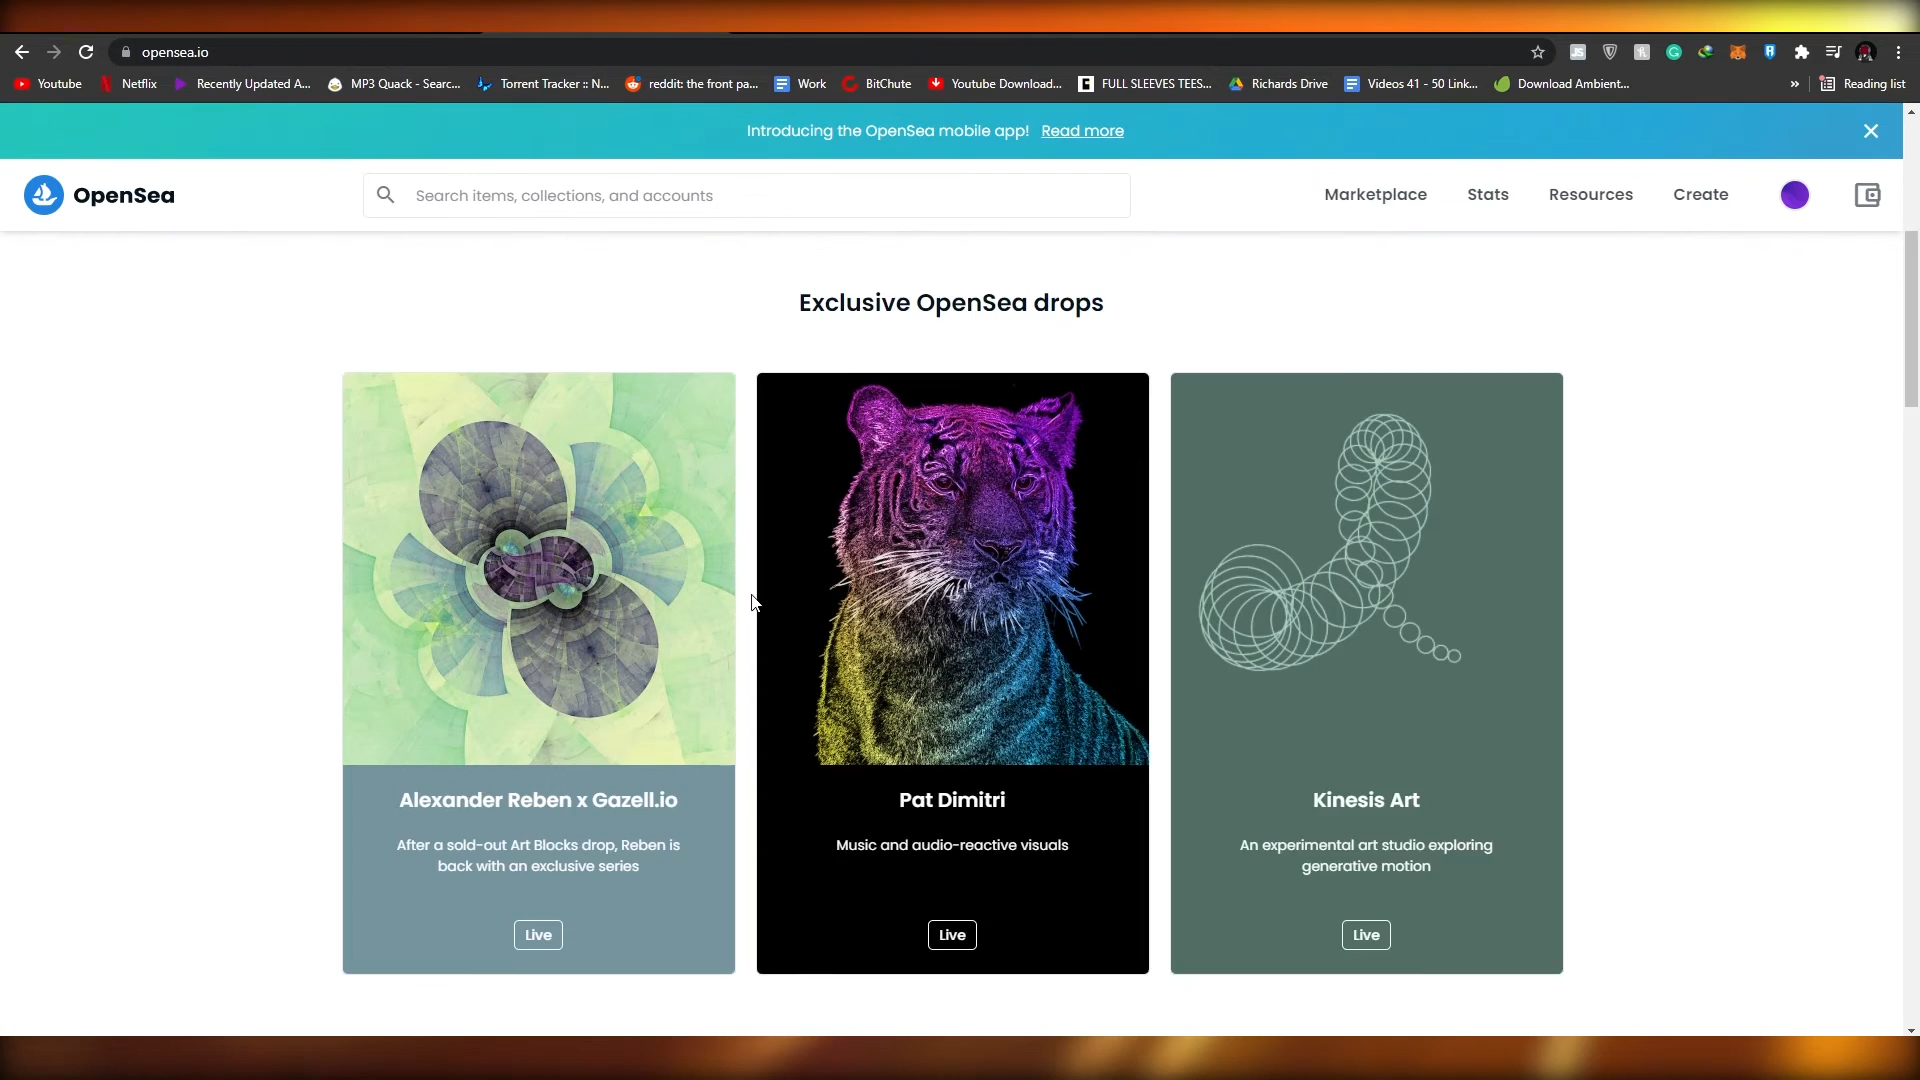 opensea.io
Youtube Netflix Recently Updated A... MP3 Quack - Searc... Torrent Tracker :: N... reddit: the front pa... Work BitChute Youtube Download... FULL SLEEVES TEES... Richards Drive Videos 41 - 50 Link... Download Ambient... » Reading list
Introducing the OpenSea mobile app! Read more
OpenSea Search items, collections, and accounts Marketplace Stats Resources Create
Exclusive OpenSea drops
Alexander Reben x Gazell.io
After a sold-out Art Blocks drop, Reben is
back with an exclusive series
Live
Pat Dimitri
Music and audio-reactive visuals
Live
Kinesis Art
An experimental art studio exploring
generative motion
Live